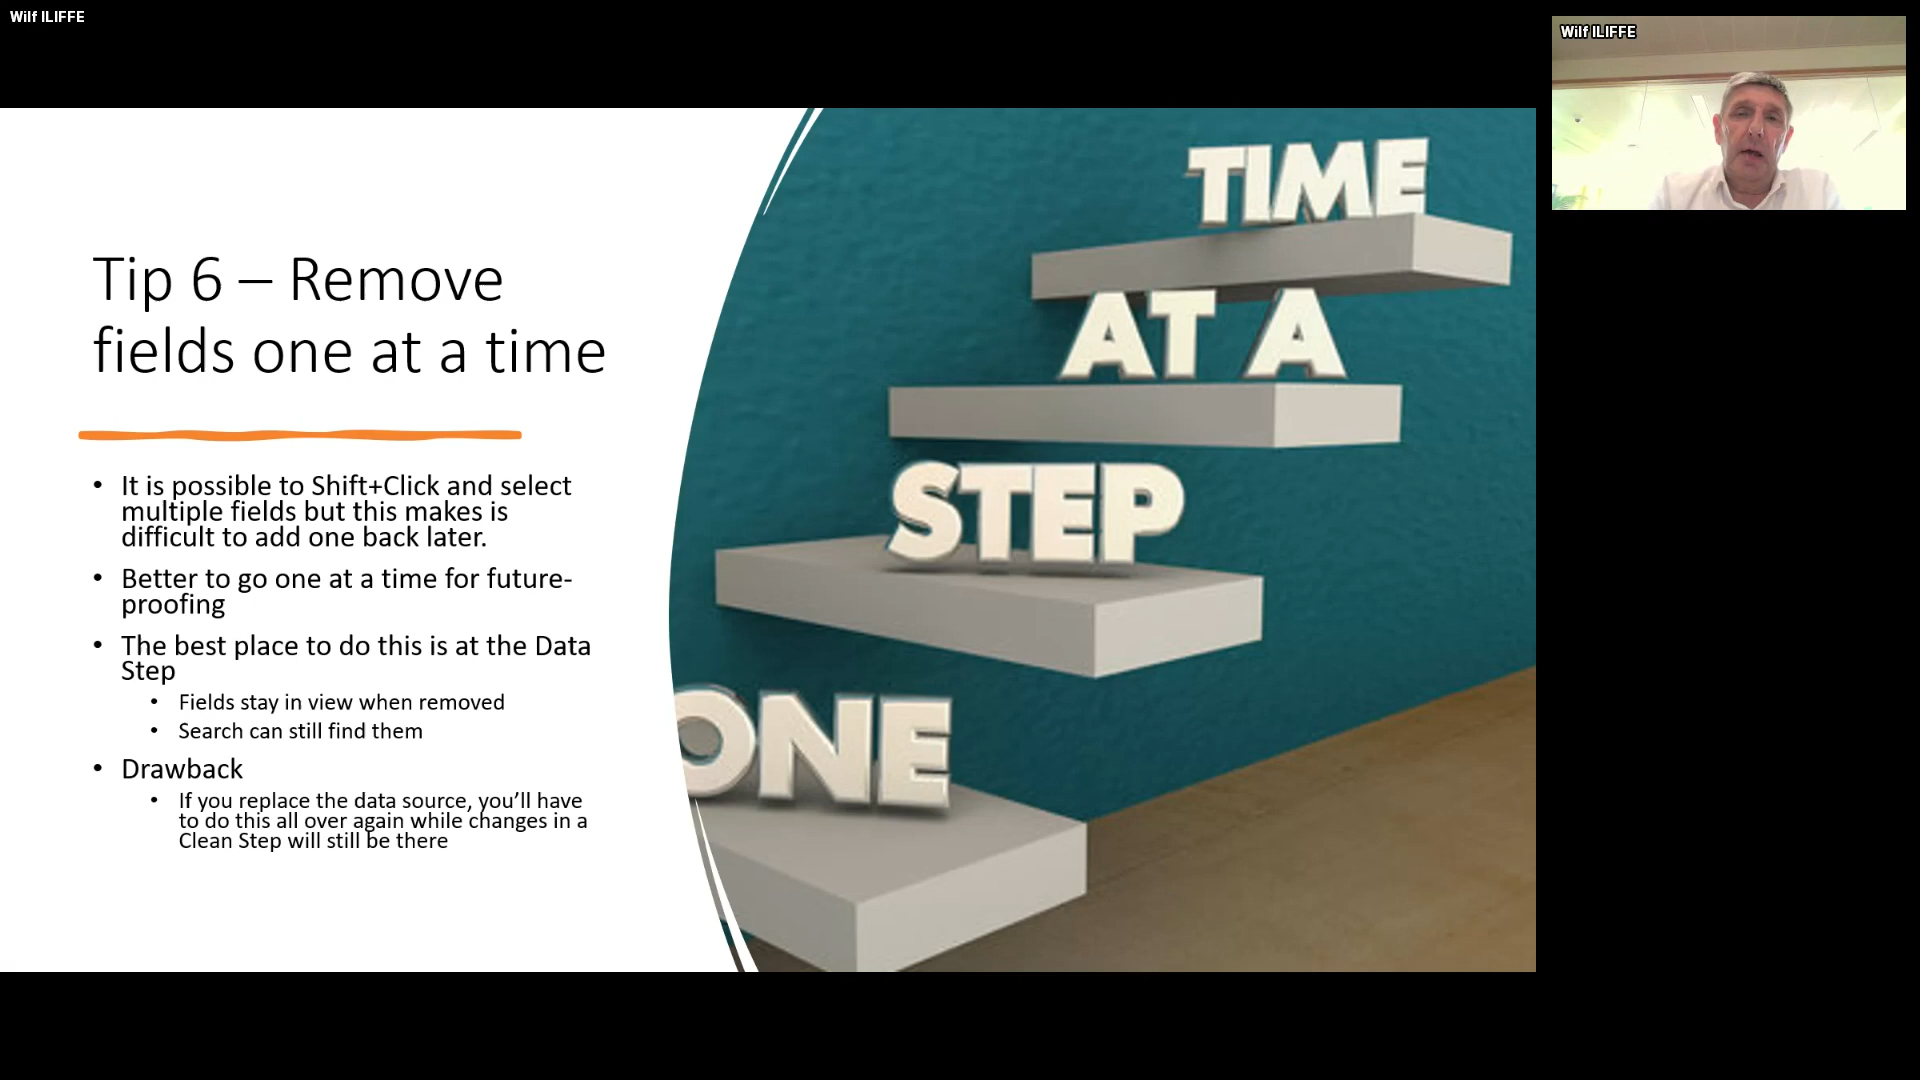 Wilf ILIFFE
Wilf ILIFFE
Tip 6 – Remove
fields one at a time
• It is possible to Shift+Click and select
multiple fields but this makes is
difficult to add one back later.
• Better to go one at a time for future-
proofing
• The best place to do this is at the Data
Step
• Fields stay in view when removed
• Search can still find them
• Drawback
• If you replace the data source, you’ll have
to do this all over again while changes in a
Clean Step will still be there
TIME
AT A
STEP
ONE